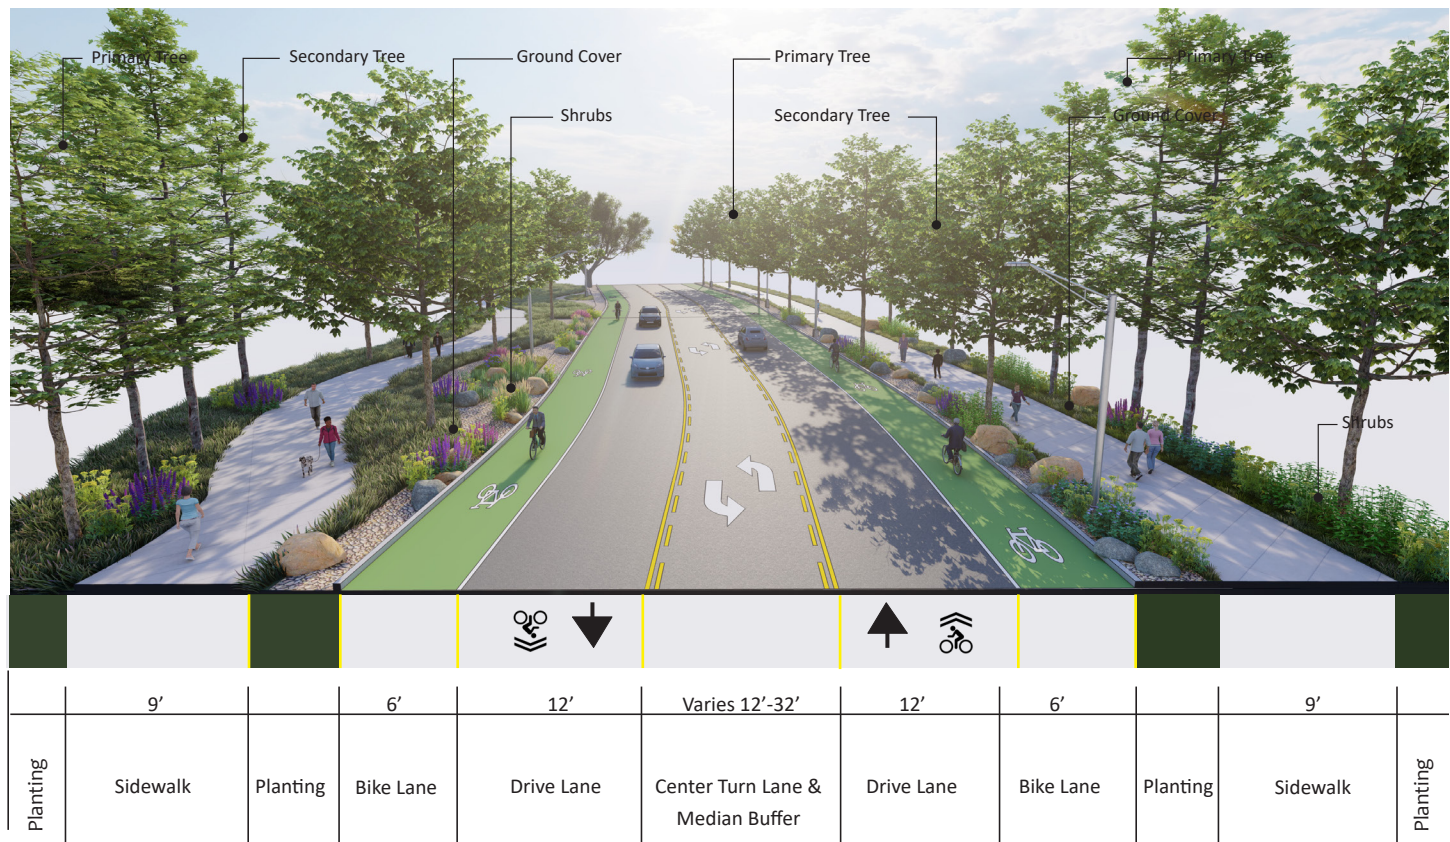 Primary Tree
Secondary Tree
Ground Cover
Primary Tree
Primary Tree
Shrubs
Secondary Tree
Ground Cover
Shrubs
9’
6’
12’
Varies 12’-32’
12’
6’
9’
Planting
Sidewalk
Planting
Bike Lane
Drive Lane
Center Turn Lane &
Median Buffer
Drive Lane
Bike Lane
Planting
Sidewalk
Planting